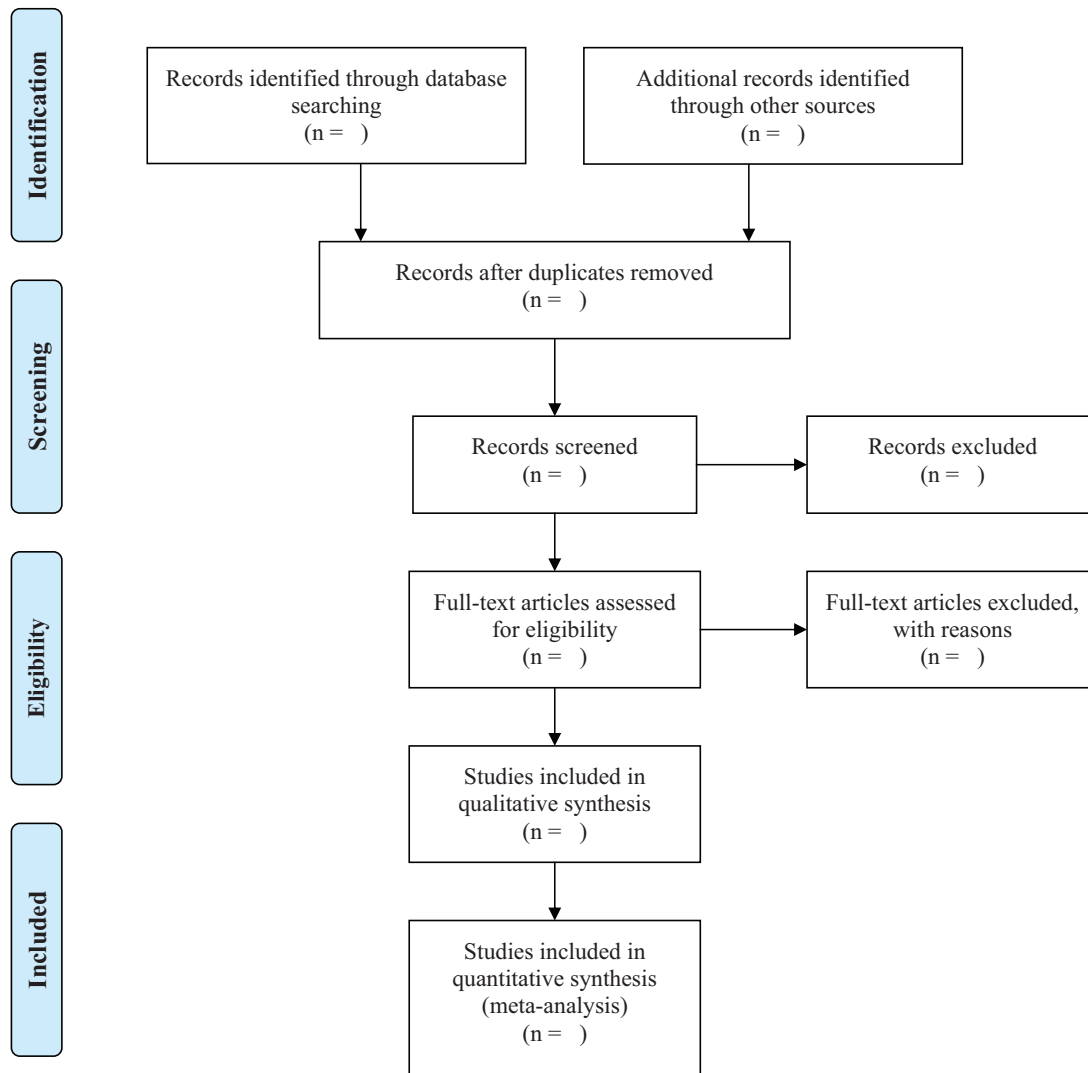 Identification
Records identified through database
searching
(n =   )
Additional records identified
through other sources
(n =   )
Records after duplicates removed
(n =   )
Screening
Records screened
(n =   )
Records excluded
(n =   )
Eligibility
Full-text articles assessed
for eligibility
(n =   )
Full-text articles excluded,
with reasons
(n =   )
Studies included in
qualitative synthesis
(n =   )
Included
Studies included in
quantitative synthesis
(meta-analysis)
(n =   )